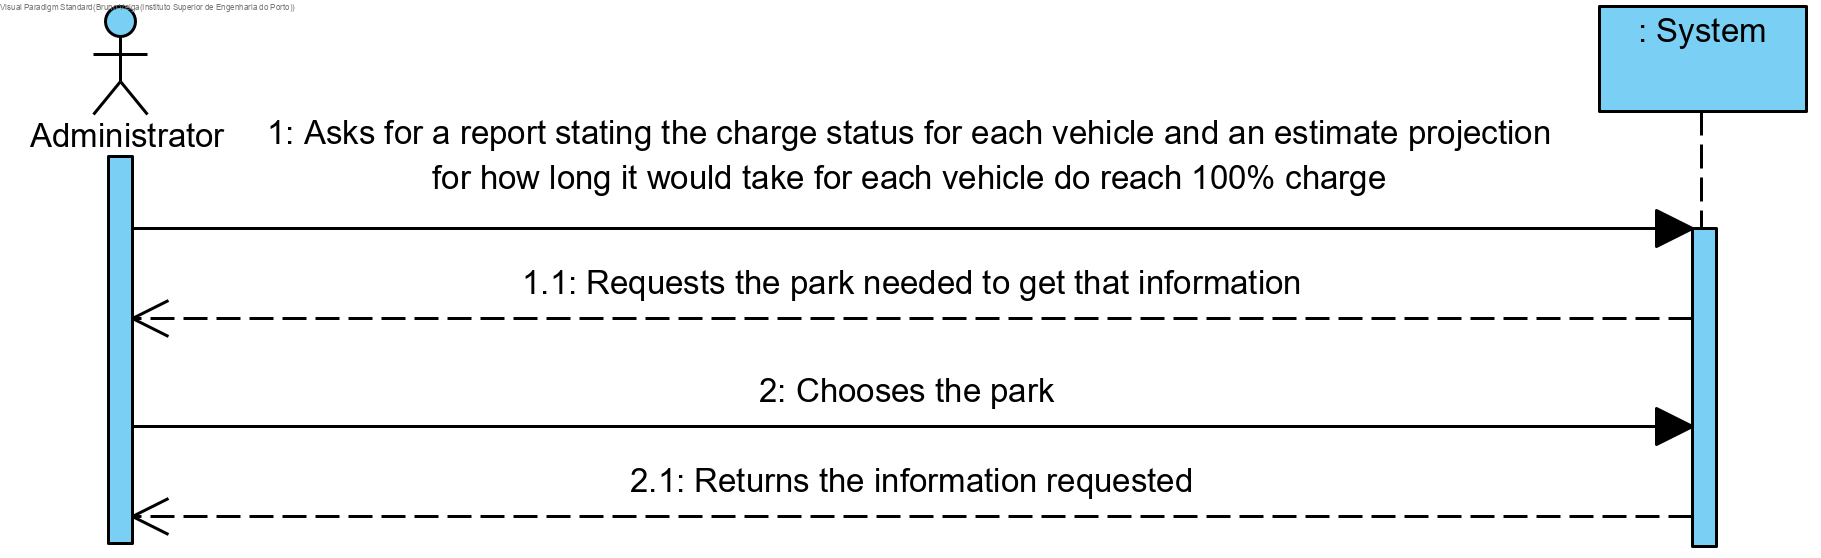 Visual Paradigm Standard(Bruno Veiga(Instituto Superior de Engenharia do Porto))
: System
Administrator
1: Asks for a report stating the charge status for each vehicle and an estimate projection
for how long it would take for each vehicle do reach 100% charge
1.1: Requests the park needed to get that information
2: Chooses the park
2.1: Returns the information requested